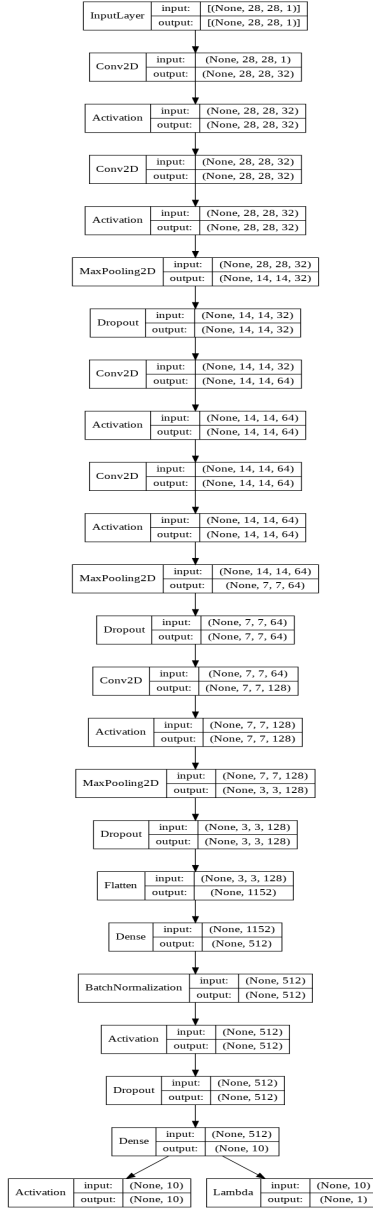 InputLayer input: [(None, 28, 28, 1)]
output: [(None, 28, 28, 1)]
Conv2D input: (None, 28, 28, 1)
output: (None, 28, 28, 32)
Activation input: (None, 28, 28, 32)
output: (None, 28, 28, 32)
Conv2D input: (None, 28, 28, 32)
output: (None, 28, 28, 32)
Activation input: (None, 28, 28, 32)
output: (None, 28, 28, 32)
MaxPooling2D input: (None, 28, 28, 32)
output: (None, 14, 14, 32)
Dropout input: (None, 14, 14, 32)
output: (None, 14, 14, 32)
Conv2D input: (None, 14, 14, 32)
output: (None, 14, 14, 64)
Activation input: (None, 14, 14, 64)
output: (None, 14, 14, 64)
Conv2D input: (None, 14, 14, 64)
output: (None, 14, 14, 64)
Activation input: (None, 14, 14, 64)
output: (None, 14, 14, 64)
MaxPooling2D input: (None, 14, 14, 64)
output: (None, 7, 7, 64)
Dropout input: (None, 7, 7, 64)
output: (None, 7, 7, 64)
Conv2D input: (None, 7, 7, 64)
output: (None, 7, 7, 128)
Activation input: (None, 7, 7, 128)
output: (None, 7, 7, 128)
MaxPooling2D input: (None, 7, 7, 128)
output: (None, 3, 3, 128)
Dropout input: (None, 3, 3, 128)
output: (None, 3, 3, 128)
Flatten input: (None, 3, 3, 128)
output: (None, 1152)
Dense input: (None, 1152)
output: (None, 512)
BatchNormalization input: (None, 512)
output: (None, 512)
Activation input: (None, 512)
output: (None, 512)
Dropout input: (None, 512)
output: (None, 512)
Dense input: (None, 512)
output: (None, 10)
Activation input: (None, 10)
output: (None, 10)
Lambda input: (None, 10)
output: (None, 1)